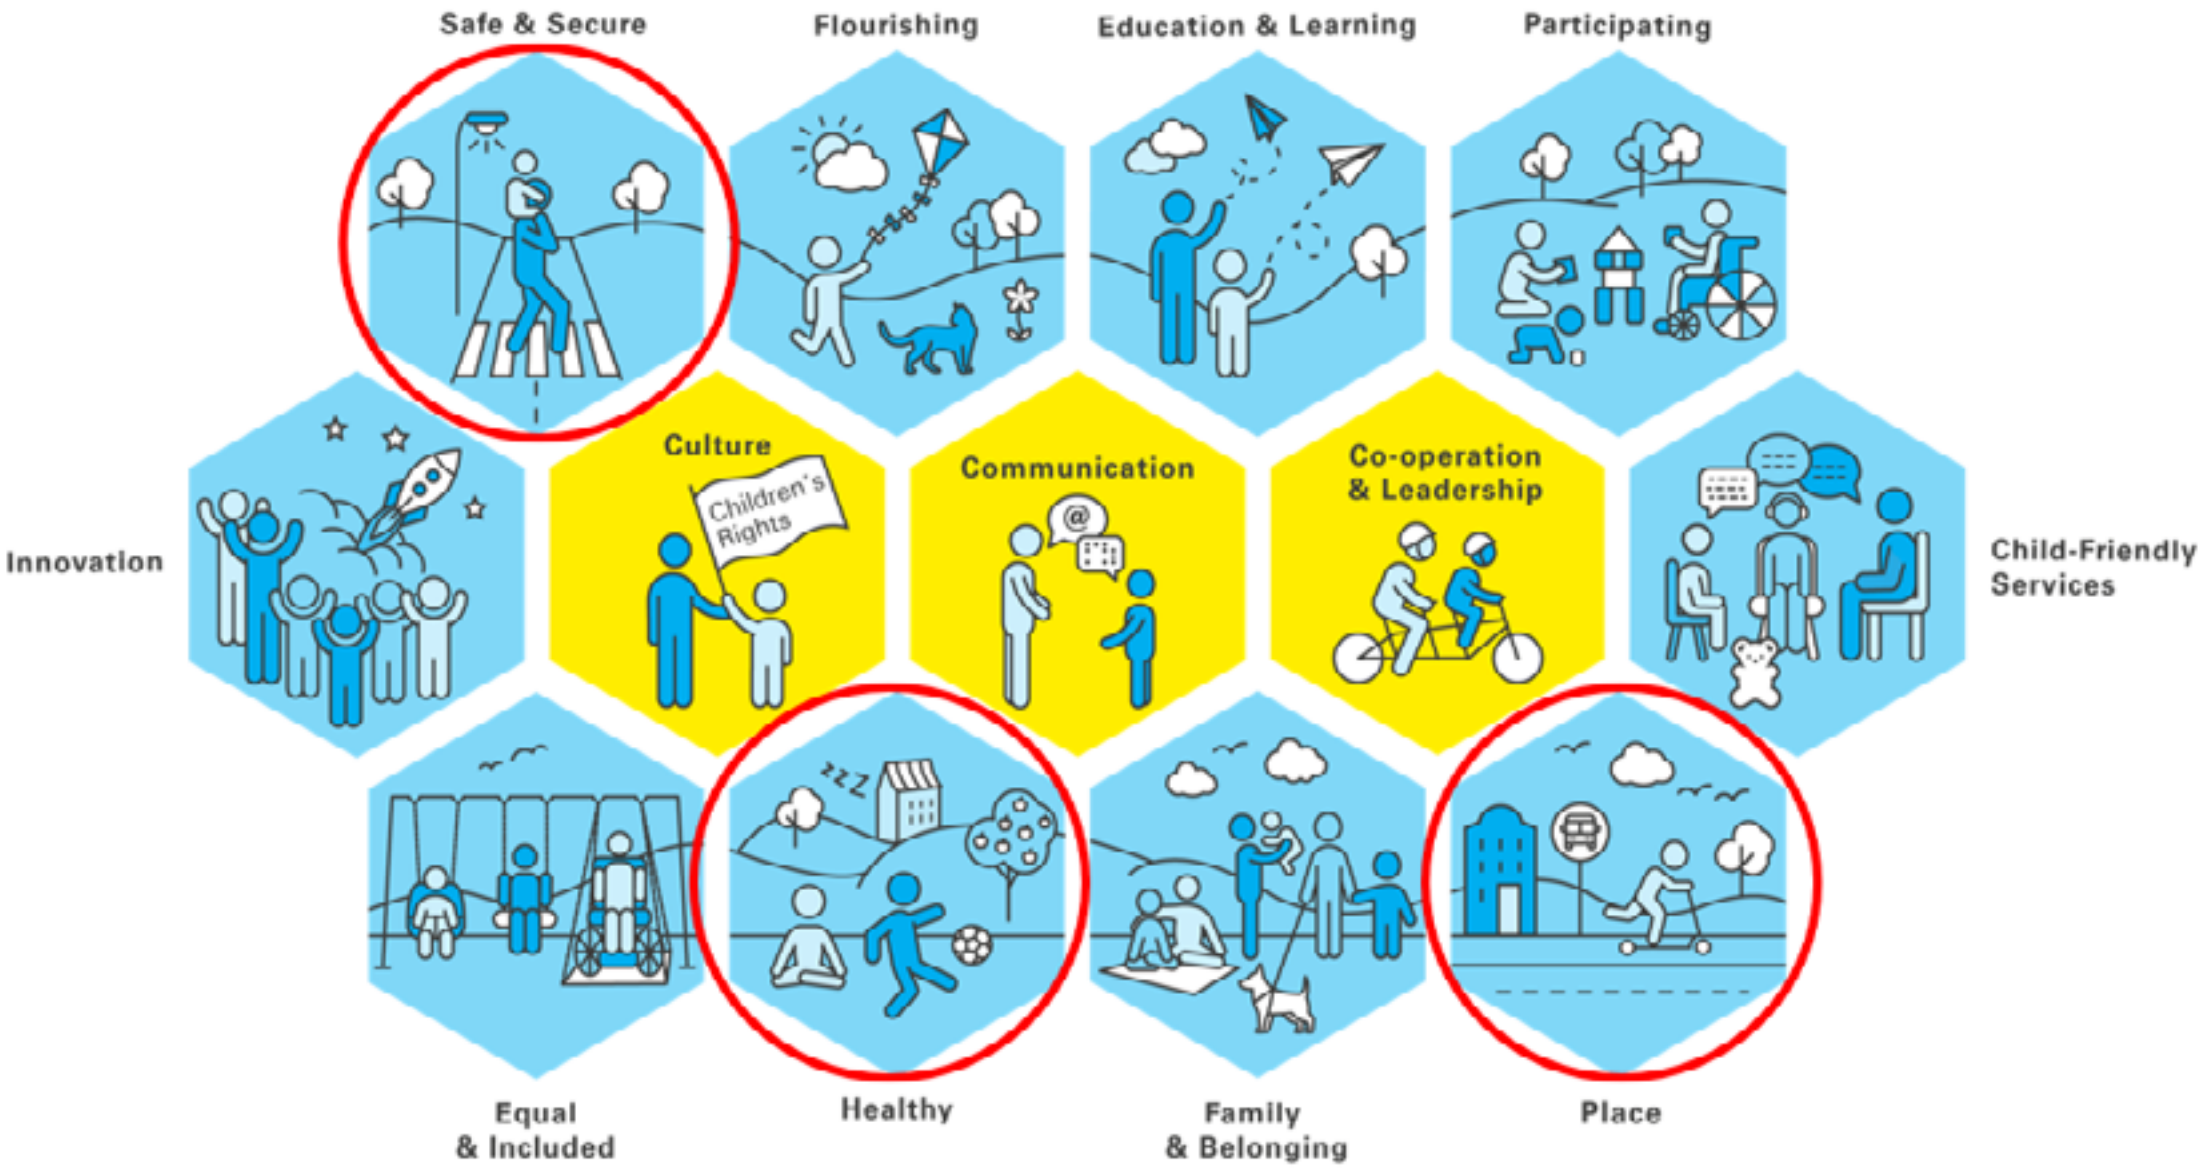 Safe & Secure
Flourishing
Education & Learning
Participating
Innovation
Culture
Children's
Rights
Communication
@
Co-operation
& Leadership
Child-Friendly
Services
zzZ
Equal
& Included
Healthy
Family
& Belonging
Place